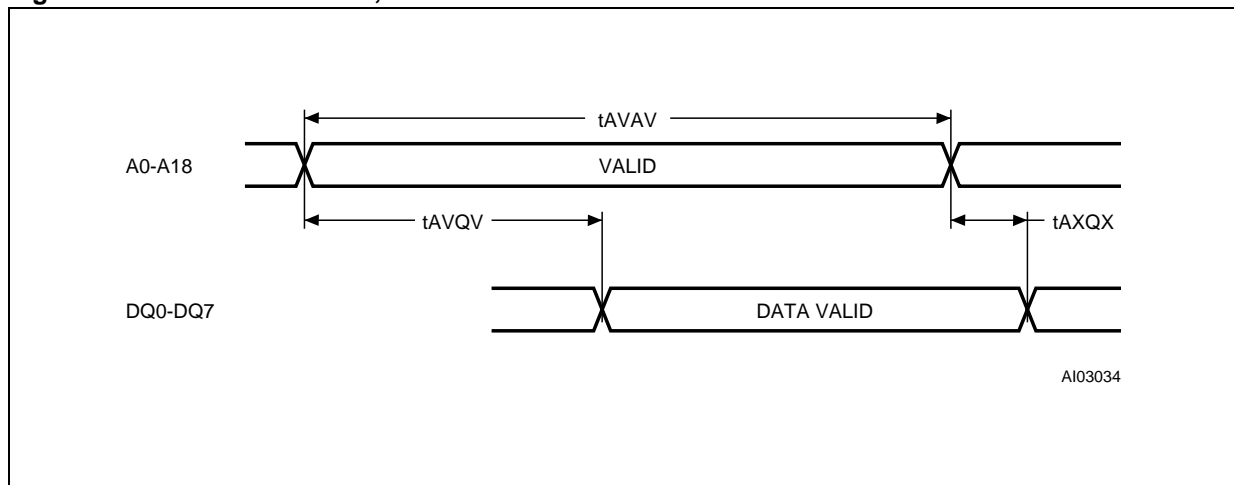 tAVAV
A0-A18
VALID
tAVQV
tAXQX
DQ0-DQ7
DATA VALID
AI03034